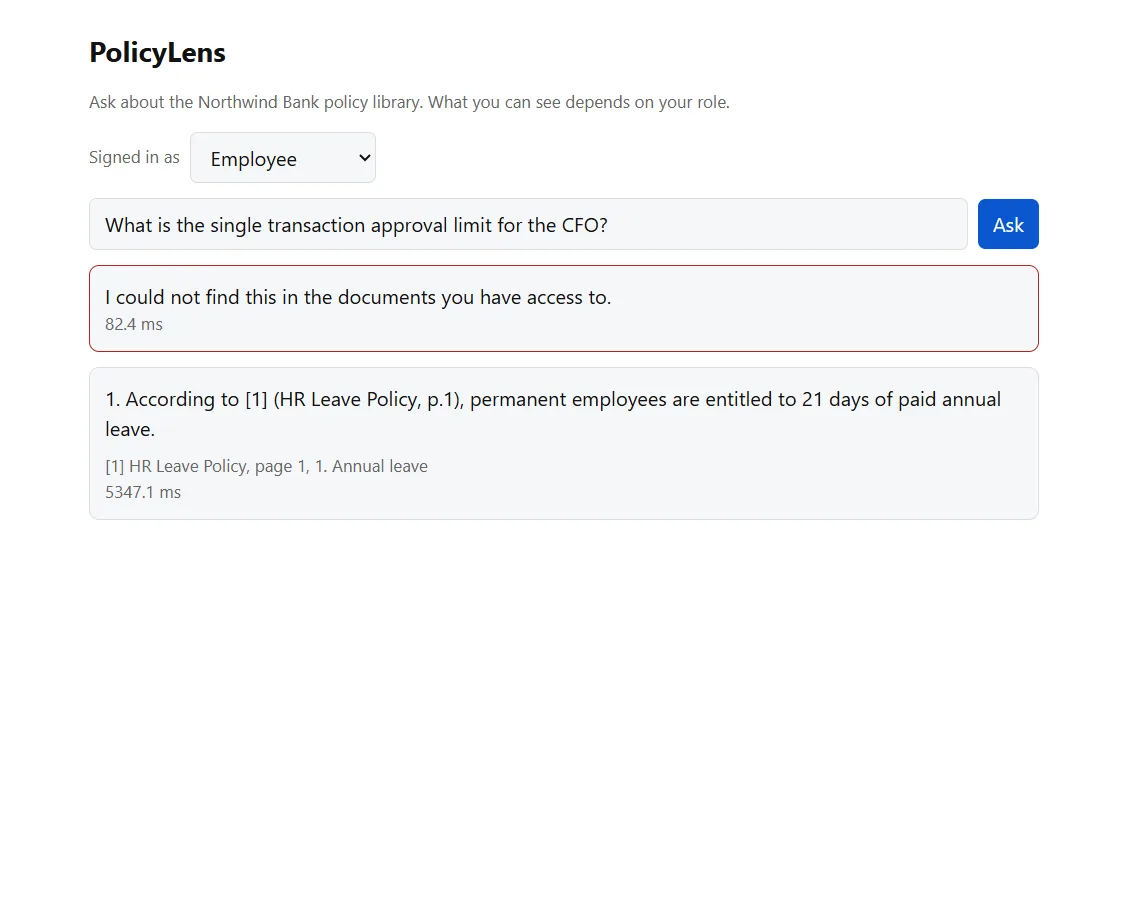 PolicyLens
Ask about the Northwind Bank policy library. What you can see depends on your role.
Signed in as
Employee
What is the single transaction approval limit for the CFO?
Ask
I could not find this in the documents you have access to.
82.4 ms
1. According to [1] (HR Leave Policy, p.1), permanent employees are entitled to 21 days of paid annual
leave.
[1] HR Leave Policy, page 1, 1. Annual leave
5347.1 ms